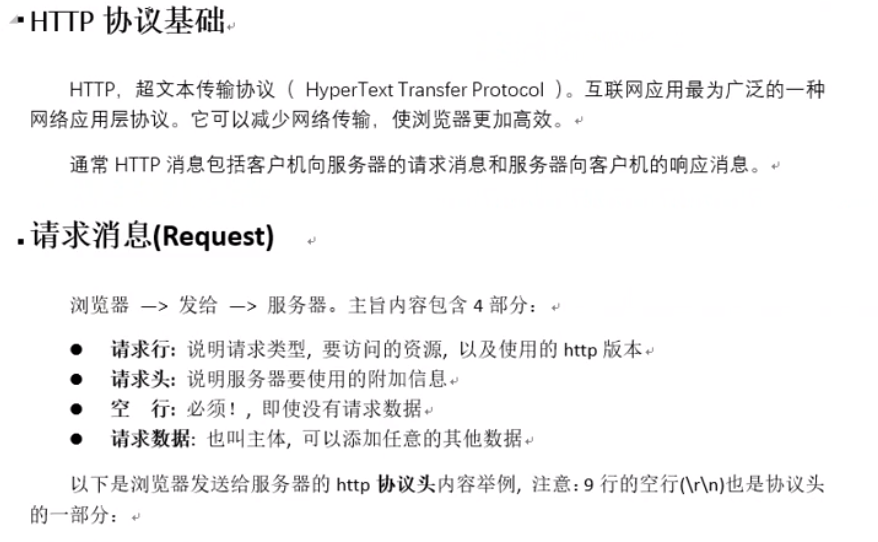 HTTP 协议基础
HTTP，超文本传输协议（ HyperText Transfer Protocol ）。互联网应用最为广泛的一种
网络应用层协议。它可以减少网络传输，使浏览器更加高效。
通常 HTTP 消息包括客户机向服务器的请求消息和服务器向客户机的响应消息。
请求消息(Request)
浏览器 —> 发给 —> 服务器。主旨内容包含 4 部分：
● 请求行: 说明请求类型, 要访问的资源, 以及使用的 http 版本
● 请求头: 说明服务器要使用的附加信息
● 空 行: 必须！, 即使没有请求数据
● 请求数据: 也叫主体, 可以添加任意的其他数据
以下是浏览器发送给服务器的 http 协议头内容举例, 注意：9 行的空行(\r\n)也是协议头
的一部分：